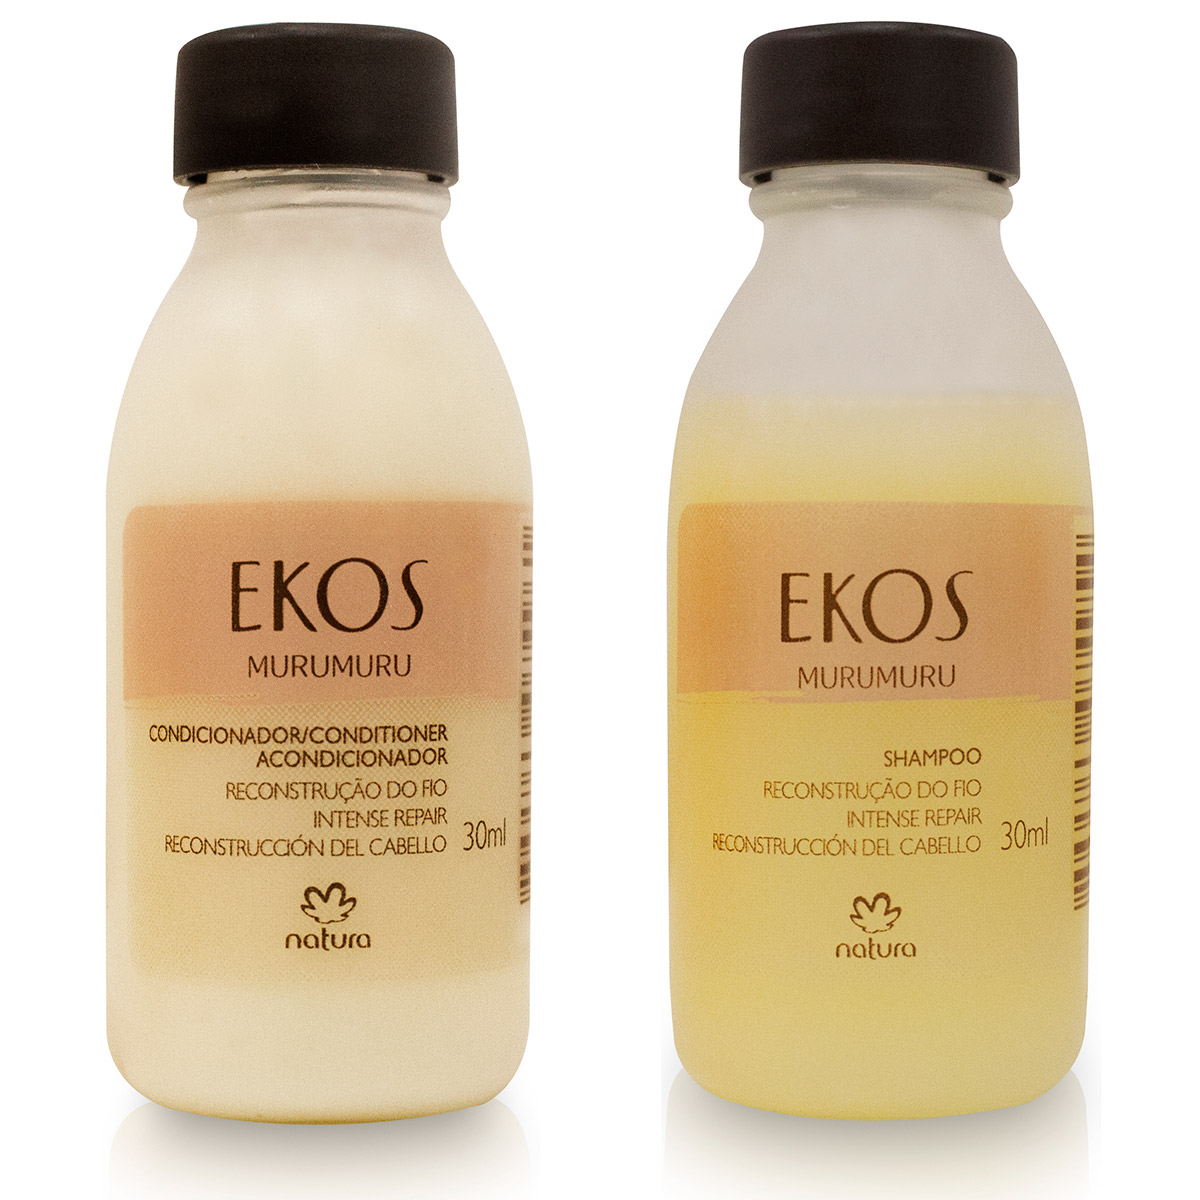 EKOS
MURUMURU
CONDICIONADOR/CONDITIONER
ACONDICIONADOR
RECONSTRUÇÃO DO FIO
INTENSE REPAIR
RECONSTRUCCIÓN DEL CABELLO 30ml
natura
EKOS
MURUMURU
SHAMPOO
RECONSTRUÇÃO DO FIO
INTENSE REPAIR
RECONSTRUCCIÓN DEL CABELLO 30ml
natura